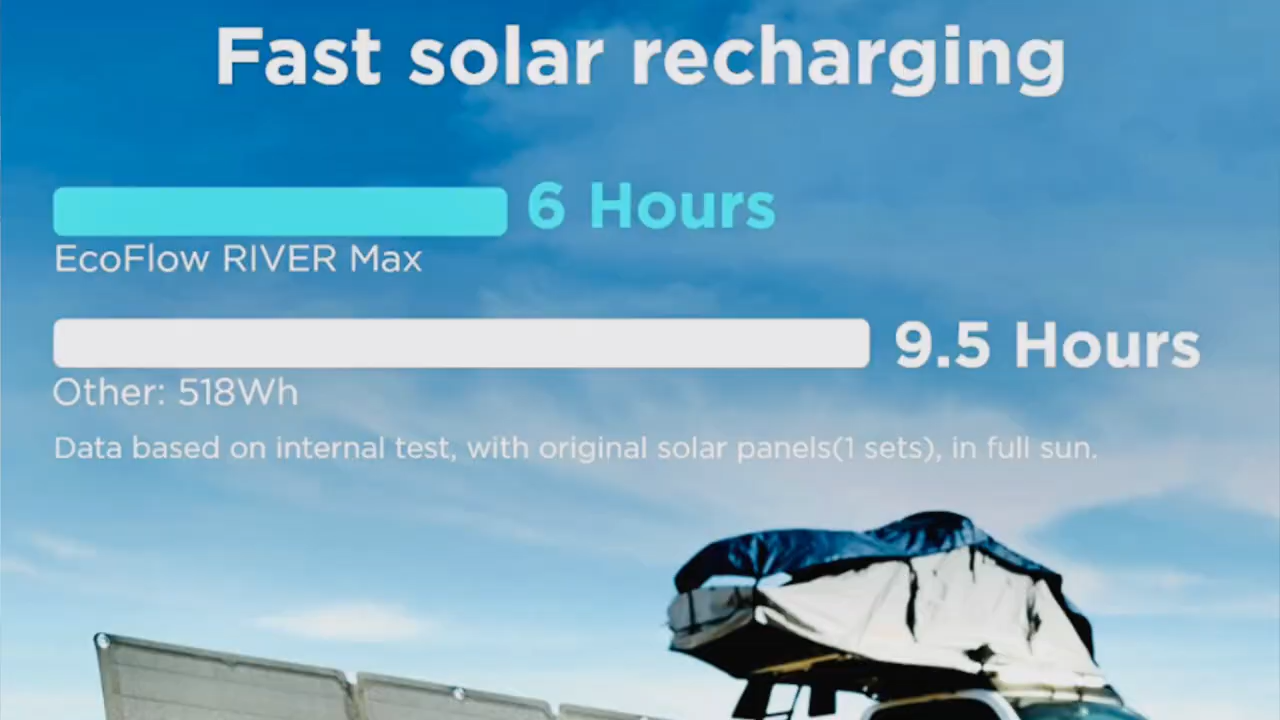 Fast solar recharging
6 Hours
EcoFlow RIVER Max
9.5 Hours
Other: 518Wh
Data based on internal test, with original solar panels(1 sets), in full sun.